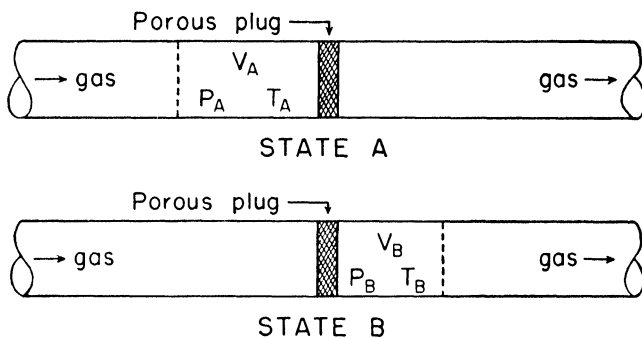 Porous plug
gas
V_A
P_A T_A
gas
STATE A
Porous plug
gas
V_B
P_B T_B
gas
STATE B